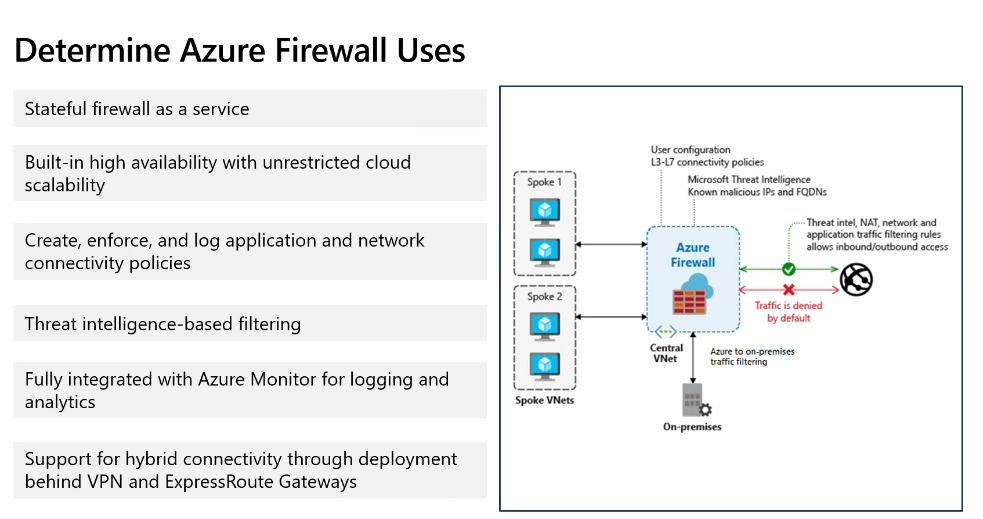 Determine Azure Firewall Uses
Stateful firewall as a service
Built-in high availability with unrestricted cloud
scalability
Create, enforce, and log application and network
connectivity policies
Threat intelligence-based filtering
Fully integrated with Azure Monitor for logging and
analytics
Support for hybrid connectivity through deployment
behind VPN and ExpressRoute Gateways
User configuration
L3-L7 connectivity policies
Microsoft Threat Intelligence
Known malicious IPs and FQDNs
Spoke 1
Spoke 2
Spoke VNets
Azure
Firewall
Central
VNet
Threat intel, NAT, network and
application traffic filtering rules
allows inbound/outbound access
Traffic is denied
by default
Azure to on-premises
traffic filtering
On-premises